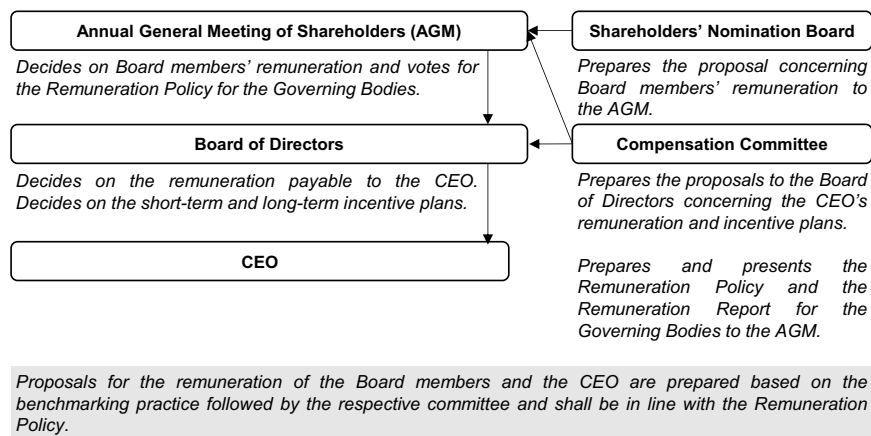 Annual General Meeting of Shareholders (AGM)
Decides on Board members' remuneration and votes for
the Remuneration Policy for the Governing Bodies.
Shareholders' Nomination Board
Prepares the proposal concerning
Board members' remuneration to
the AGM.
Board of Directors
Decides on the remuneration payable to the CEO.
Decides on the short-term and long-term incentive plans.
Compensation Committee
Prepares the proposals to the Board
of Directors concerning the CEO's
remuneration and incentive plans.
Prepares and presents the
Remuneration Policy and the
Remuneration Report for the
Governing Bodies to the AGM.
CEO
Proposals for the remuneration of the Board members and the CEO are prepared based on the
benchmarking practice followed by the respective committee and shall be in line with the Remuneration
Policy.